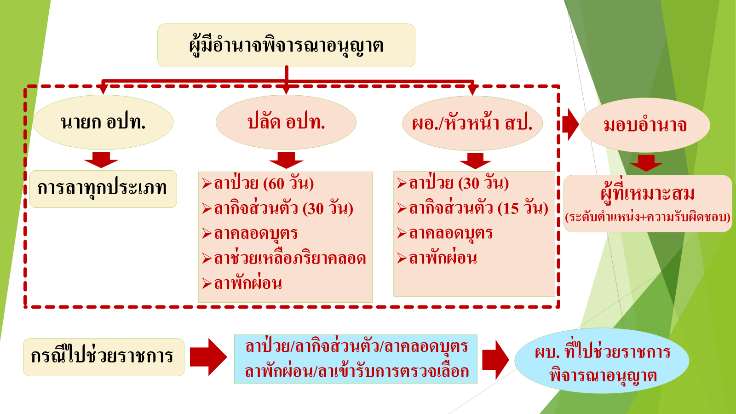 ผู้มีอำนาจพิจารณาอนุญาต
นายก อปท.
ปลัด อปท.
ผอ./หัวหน้า สป.
มอบอำนาจ
การลาทุกประเภท
➢ลาป่วย (60 วัน)
➢ลากิจส่วนตัว (30 วัน)
➢ลาคลอดบุตร
➢ลาช่วยเหลือภริยาคลอด
➢ลาพักผ่อน
➢ลาป่วย (30 วัน)
➢ลากิจส่วนตัว (15 วัน)
➢ลาคลอดบุตร
➢ลาพักผ่อน
ผู้ที่เหมาะสม
(ระดับตำแหน่ง+ความรับผิดชอบ)
กรณีไปช่วยราชการ
ลาป่วย/ลากิจส่วนตัว/ลาคลอดบุตร
ลาพักผ่อน/ลาเข้ารับการตรวจเลือก
ผบ. ที่ไปช่วยราชการ
พิจารณาอนุญาต